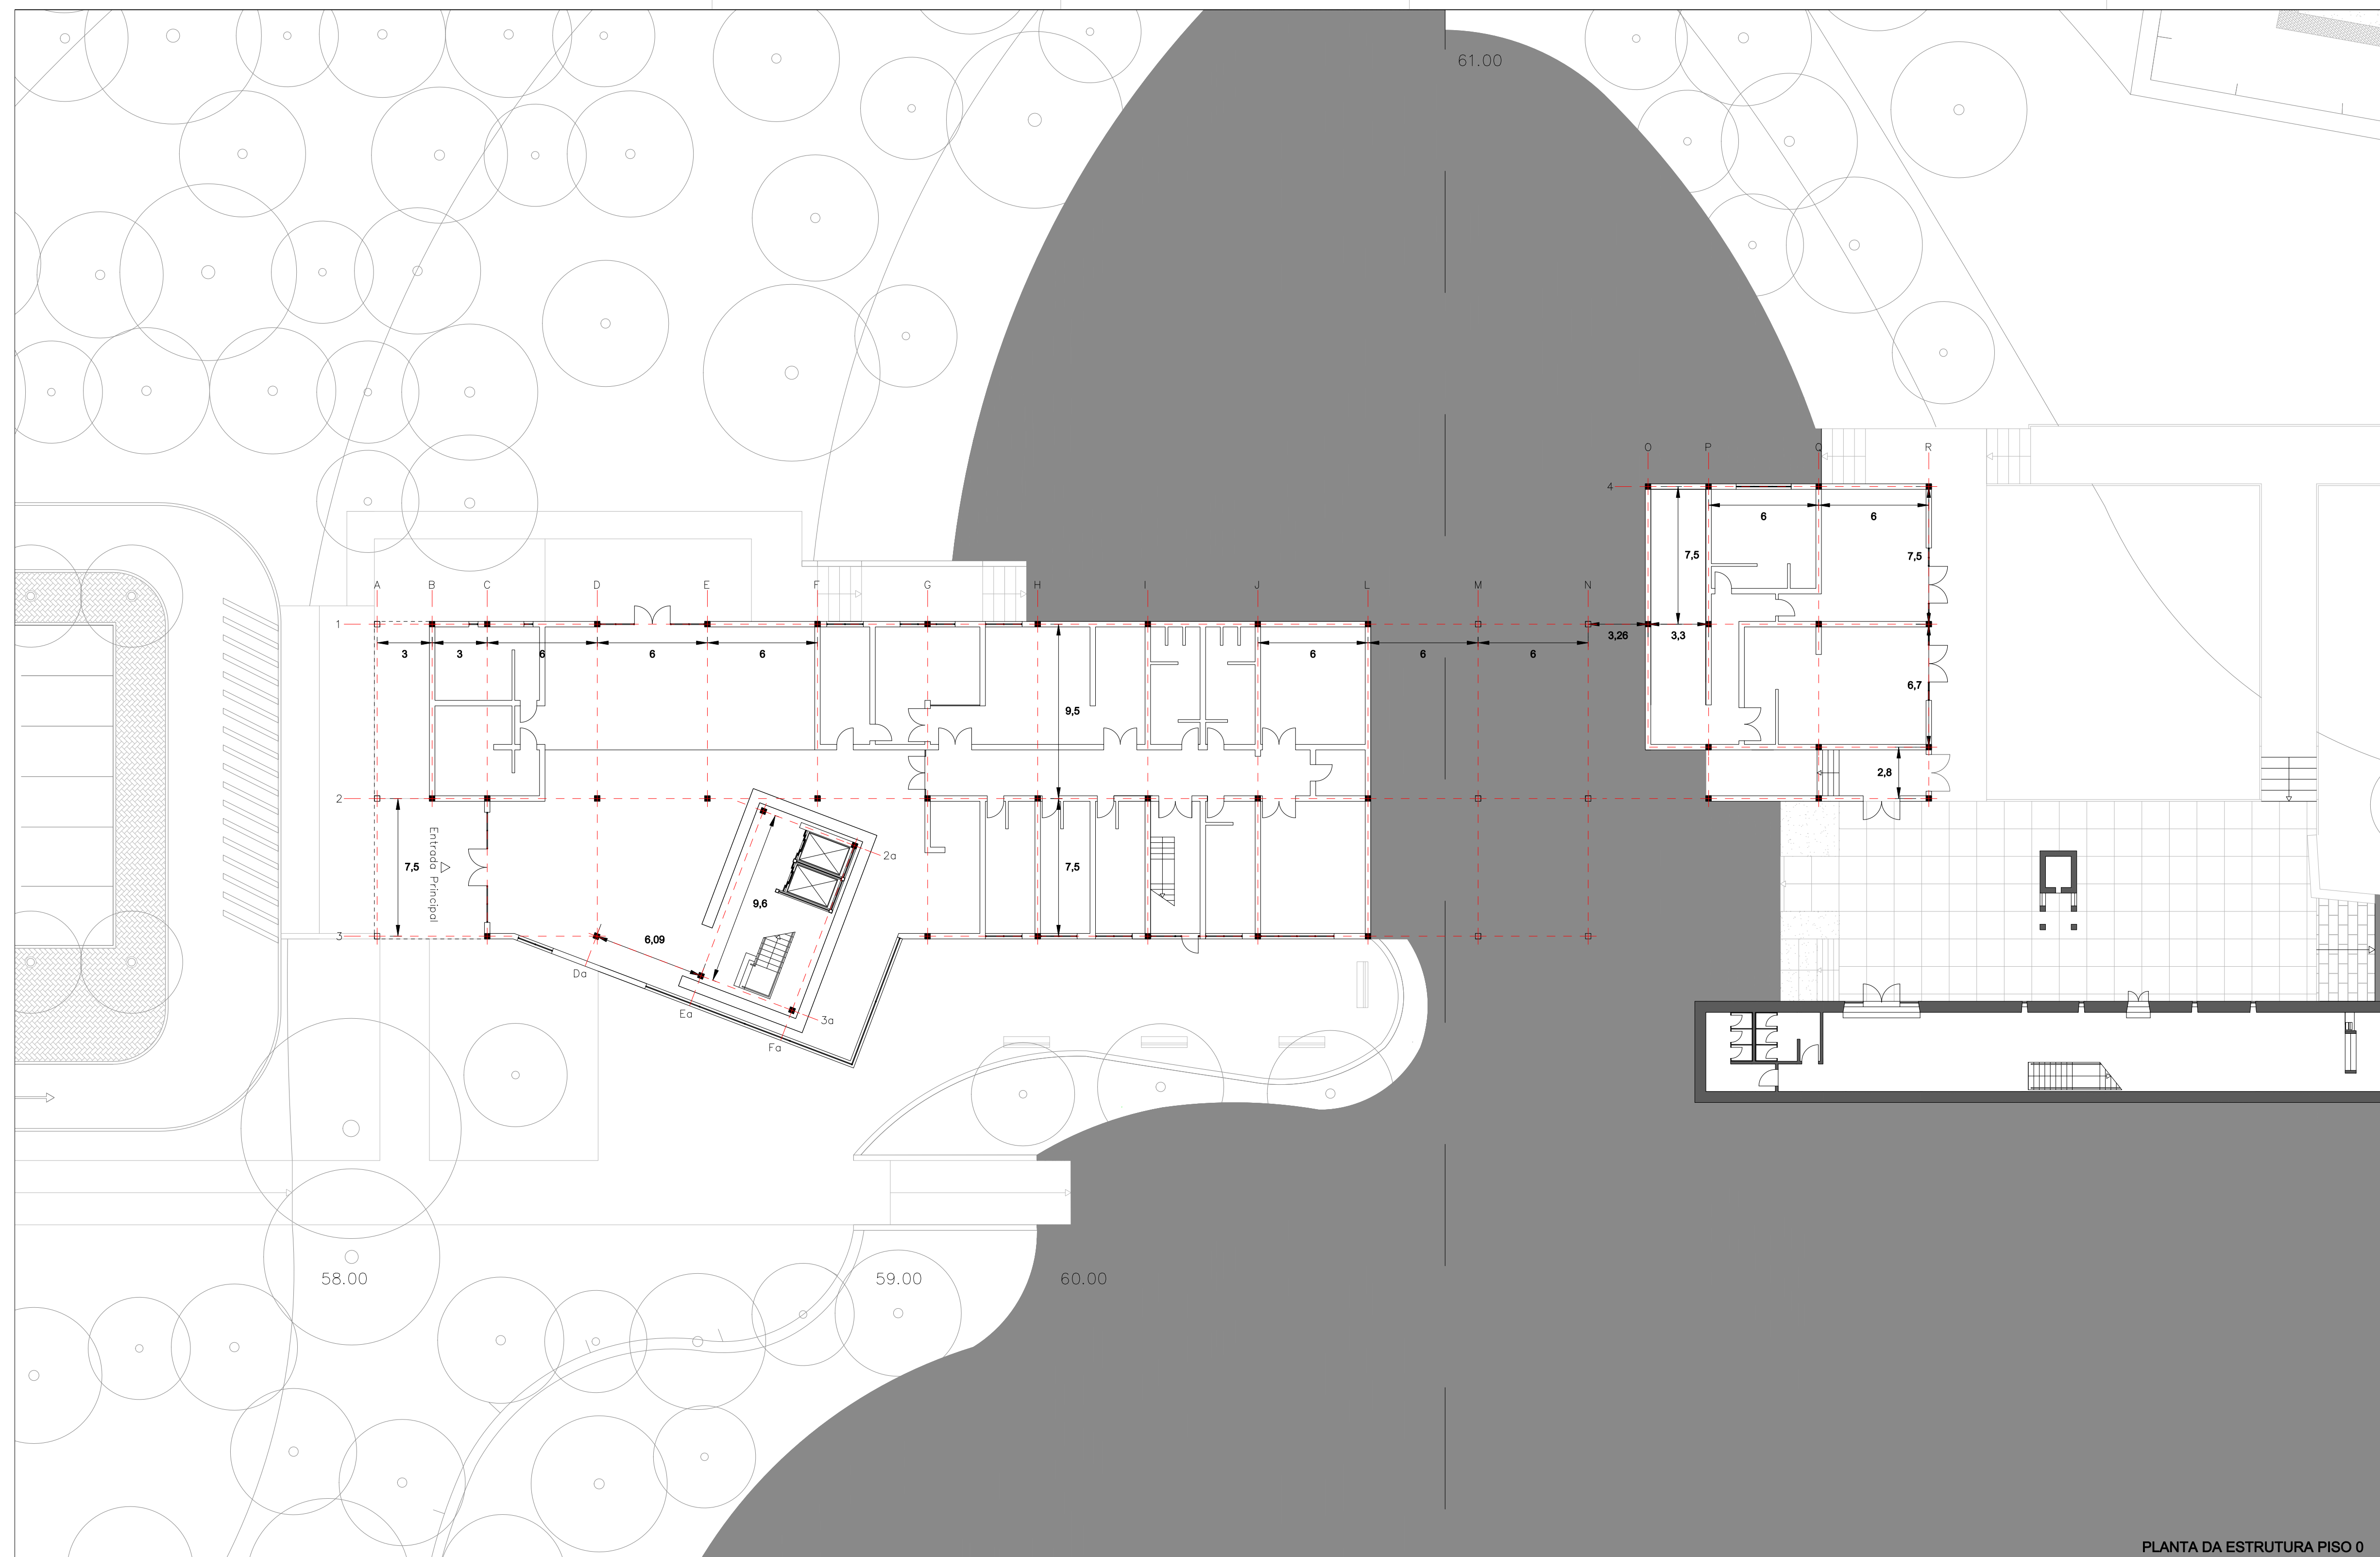 61.00
O P Q R
4
6 6
7,5 7,5
A B C D E F G H I J L M N
1
3 3 6 6 6 6 6 6 3,26 3,3
6,7
9,5
2,8
2
2a
Entrada Principal
7,5 7,5
9,6
3
6,09
Da
Ea
3a
Fa
58.00 59.00 60.00
PLANTA DA ESTRUTURA PISO 0